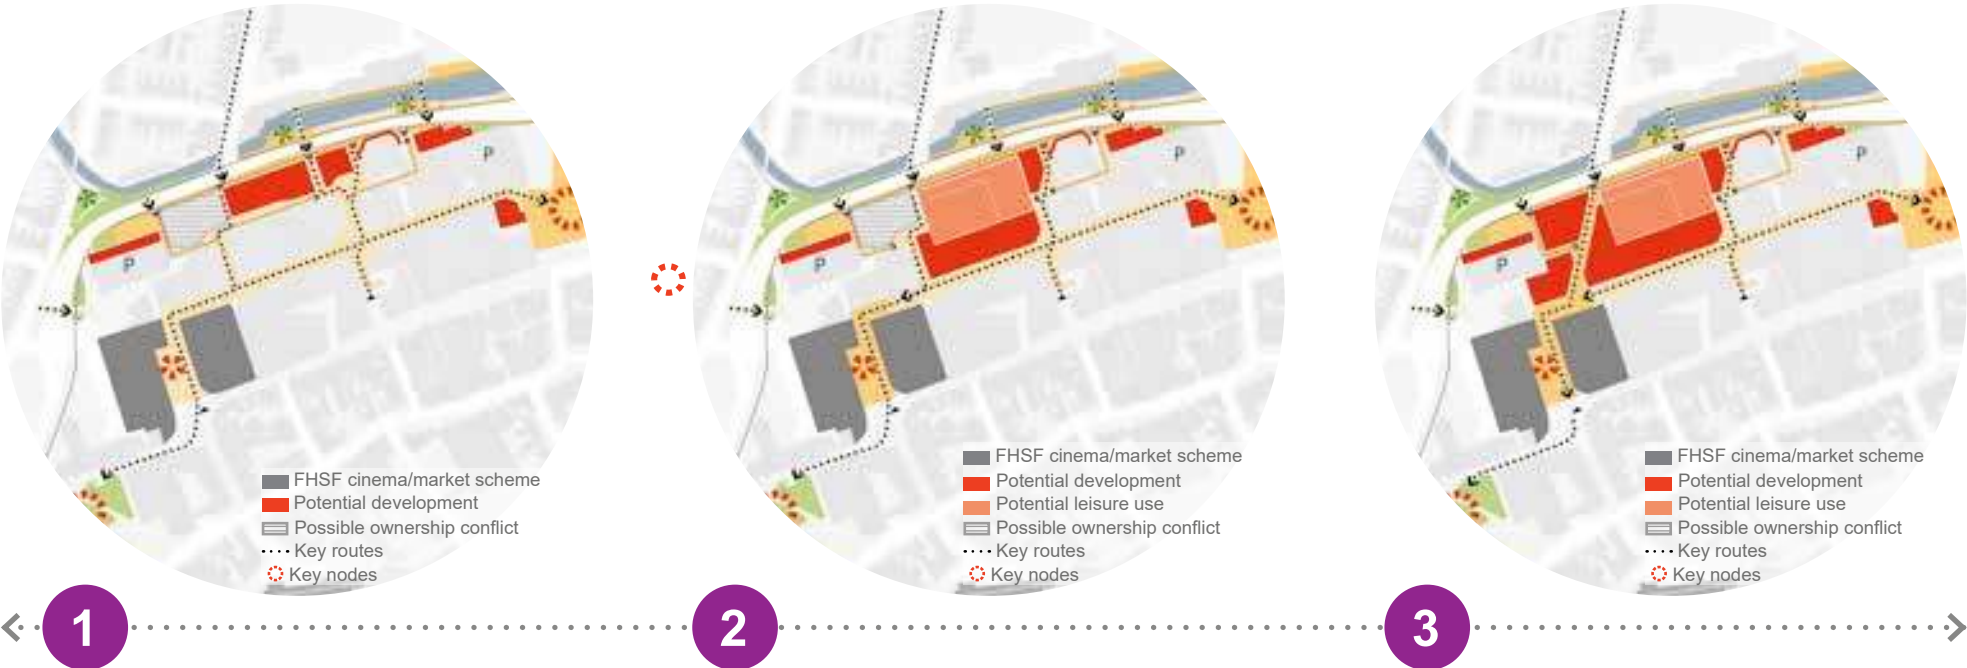 P
P
FHSF cinema/market scheme
Potential development
Possible ownership conflict
Key routes
Key nodes
1
P
P
FHSF cinema/market scheme
Potential development
Potential leisure use
Possible ownership conflict
Key routes
Key nodes
2
P
P
FHSF cinema/market scheme
Potential development
Potential leisure use
Possible ownership conflict
Key routes
Key nodes
3